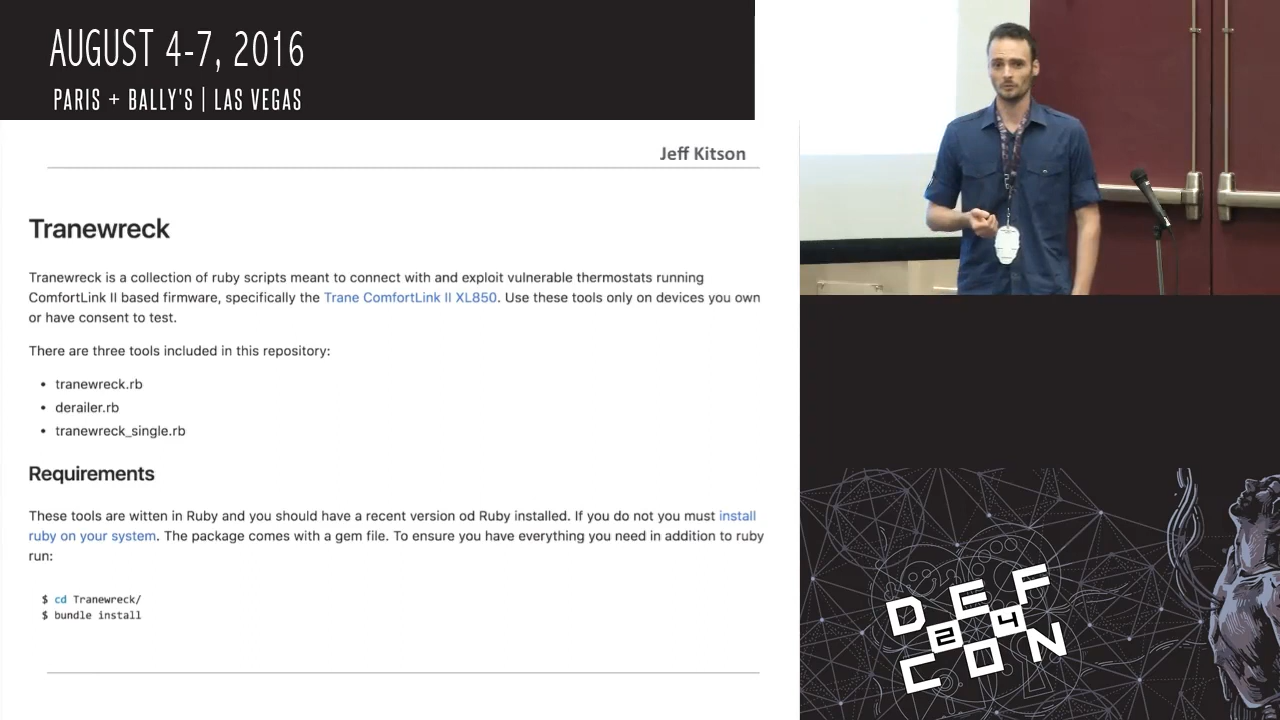 AUGUST 4-7, 2016
PARIS + BALLY'S | LAS VEGAS
Jeff Kitson
Tranewreck
Tranewreck is a collection of ruby scripts meant to connect with and exploit vulnerable thermostats running
ComfortLink II based firmware, specifically the Trane ComfortLink II XL850. Use these tools only on devices you own
or have consent to test.
There are three tools included in this repository:
• tranewreck.rb
• derailer.rb
• tranewreck_single.rb
Requirements
These tools are witten in Ruby and you should have a recent version od Ruby installed. If you do not you must install
ruby on your system. The package comes with a gem file. To ensure you have everything you need in addition to ruby
run:
$ cd Tranewreck/
$ bundle install
DEF
24
CON